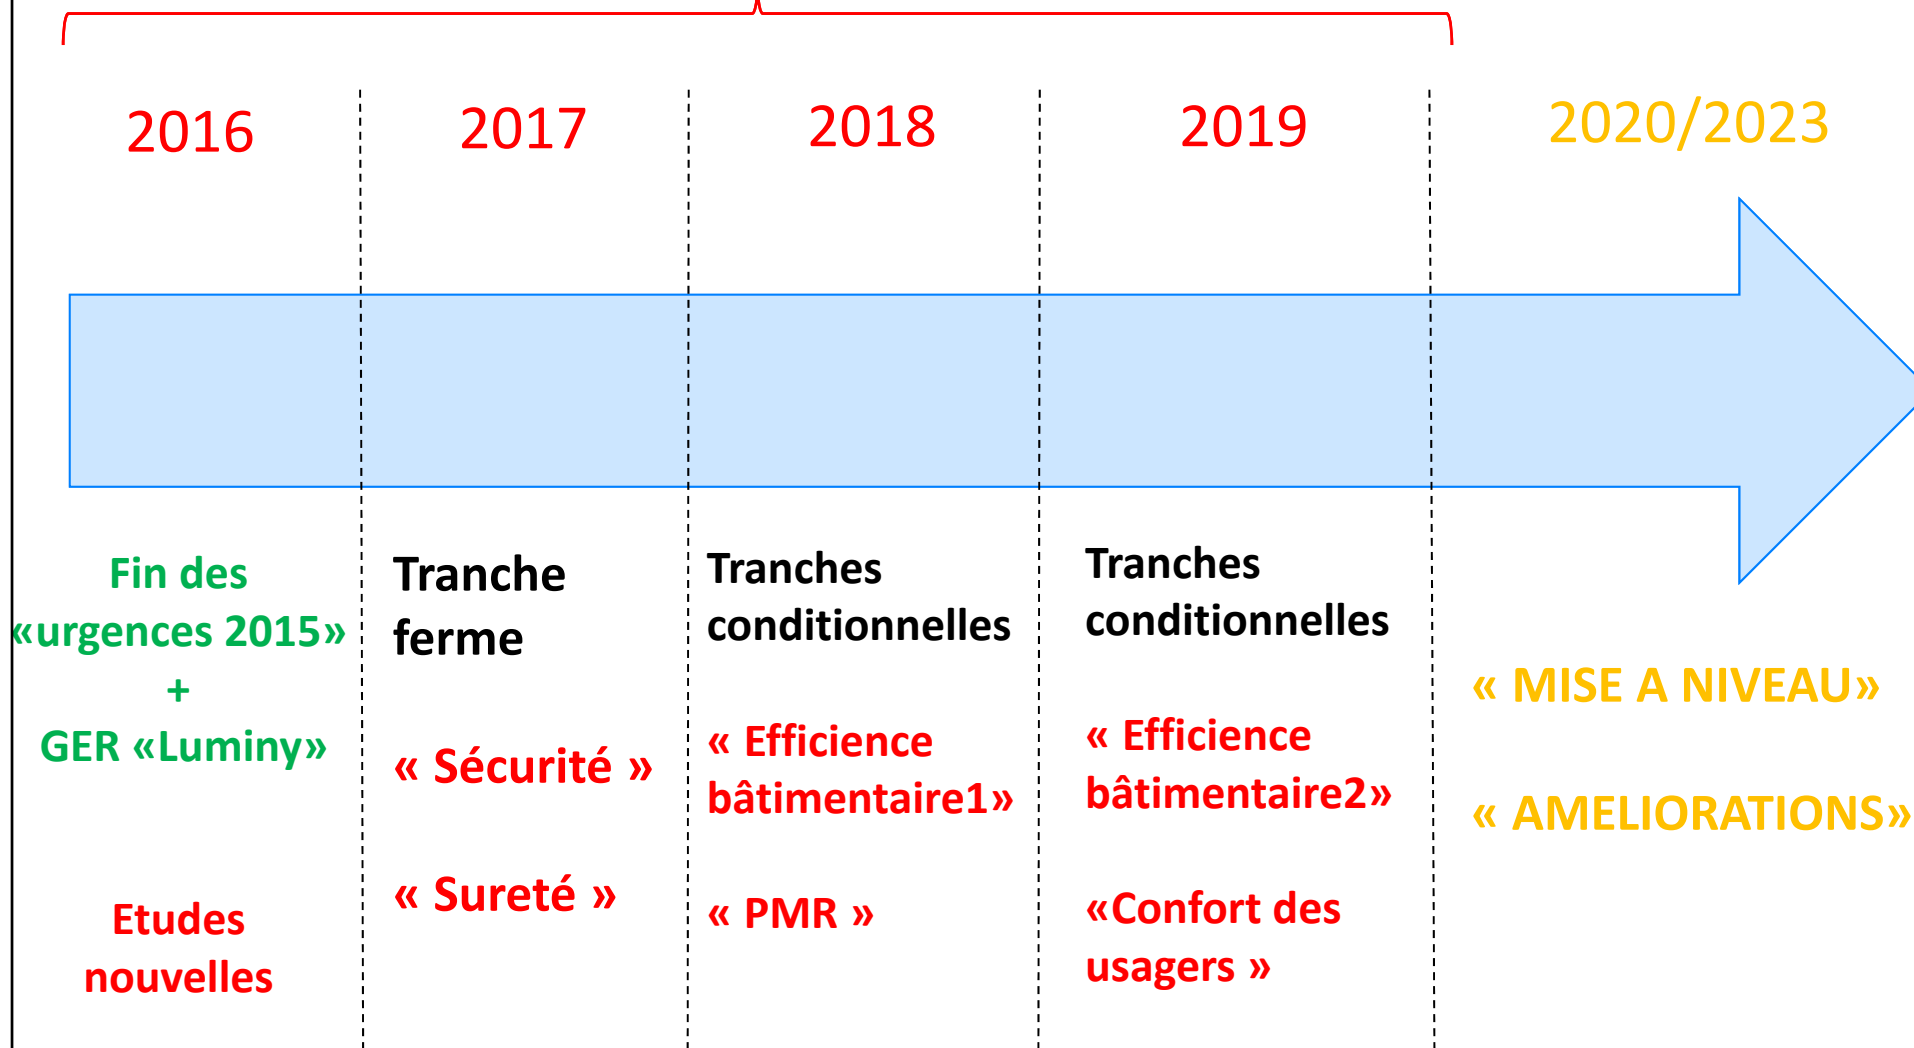 2016
2017
2018
2019
2020/2023
Fin des
«urgences 2015»
+
GER «Luminy»
Etudes
nouvelles
Tranche
ferme
« Sécurité »
« Sureté »
Tranches
conditionnelles
« Efficience
bâtimentaire1»
« PMR »
Tranches
conditionnelles
« Efficience
bâtimentaire2»
«Confort des
usagers »
« MISE A NIVEAU»
« AMELIORATIONS»